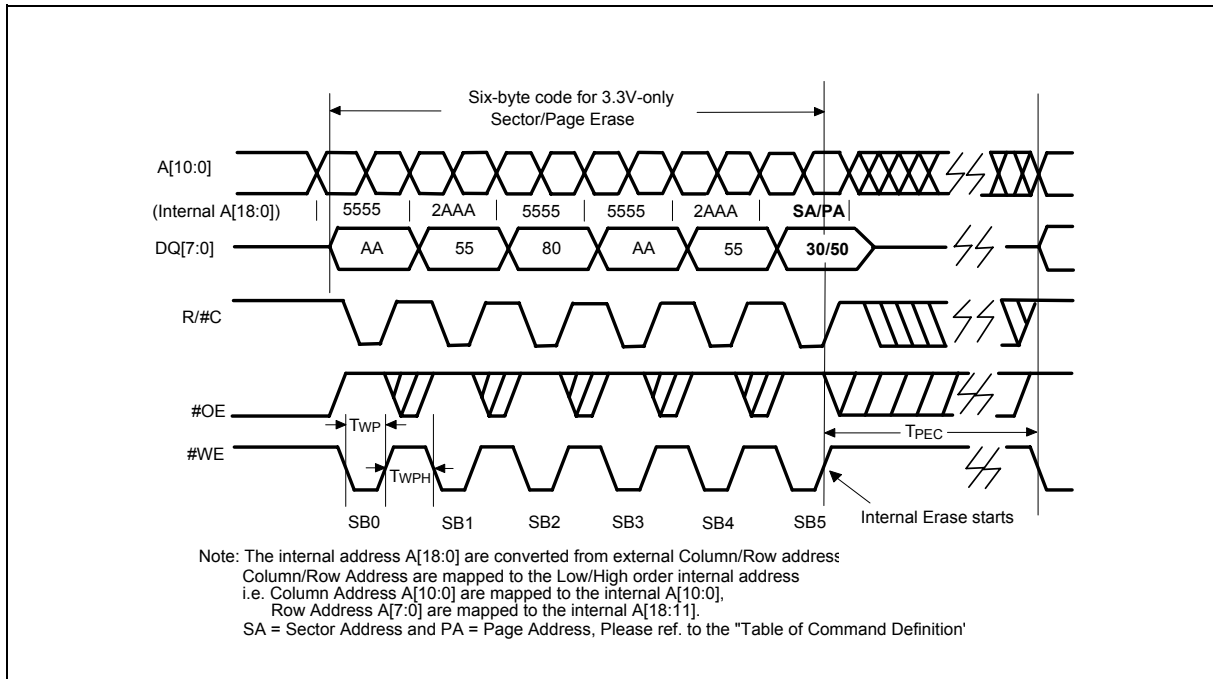 Six-byte code for 3.3V-only
Sector/Page Erase
A[10:0]
(Internal A[18:0]) 5555 2AAA 5555 5555 2AAA SA/PA
DQ[7:0] AA 55 80 AA 55 30/50
R/#C
#OE
TWP
TPEC
#WE
TWPH
SB0 SB1 SB2 SB3 SB4 SB5 Internal Erase starts
Note: The internal address A[18:0] are converted from external Column/Row address
Column/Row Address are mapped to the Low/High order internal address
i.e. Column Address A[10:0] are mapped to the internal A[10:0],
Row Address A[7:0] are mapped to the internal A[18:11].
SA = Sector Address and PA = Page Address, Please ref. to the "Table of Command Definition'